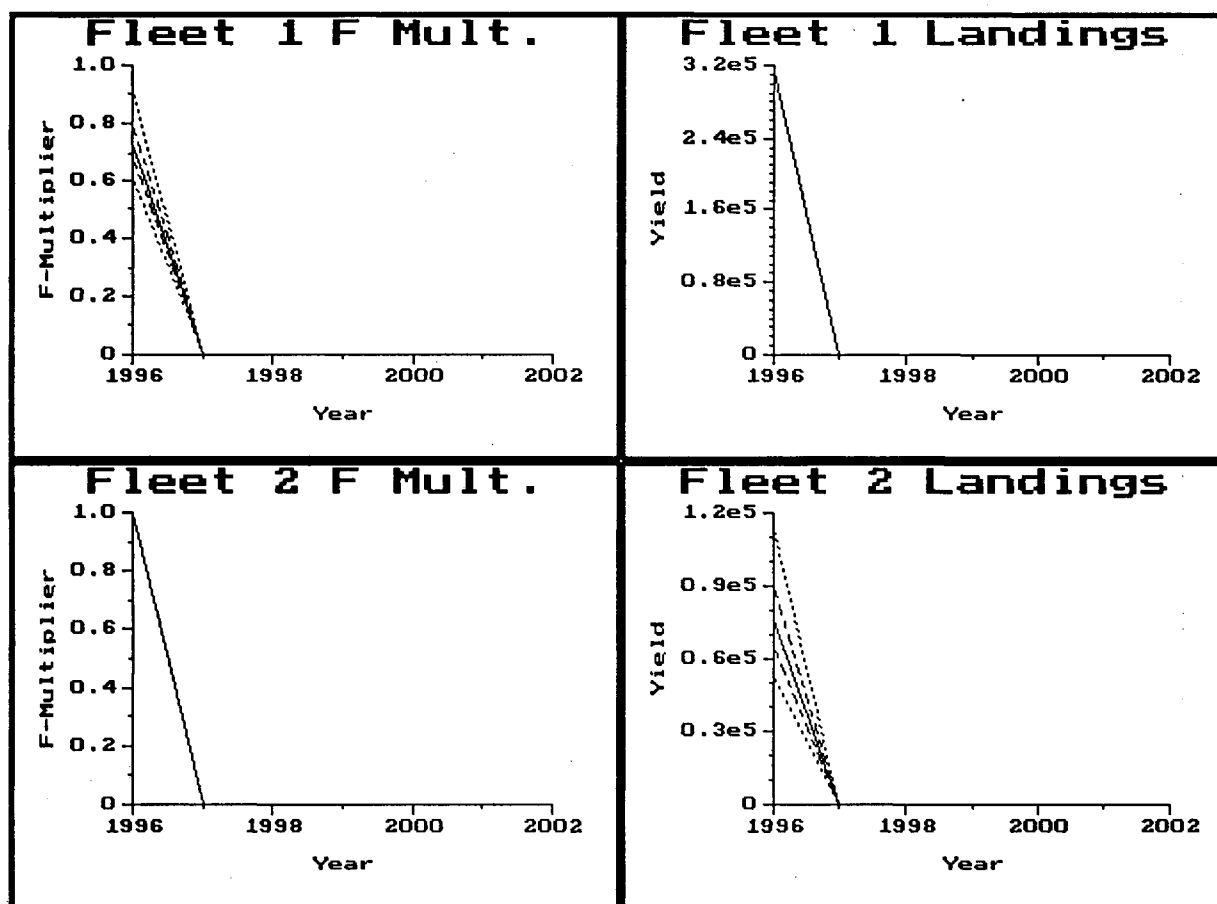 Fleet 1 F Mult.
1.0
0.8
0.6
0.4
0.2
0
F-Multiplier
1996
1998
2000
2002
Year
Fleet 1 Landings
3.2e5
2.4e5
1.6e5
0.8e5
0
Yield
1996
1998
2000
2002
Year
Fleet 2 F Mult.
1.0
0.8
0.6
0.4
0.2
0
F-Multiplier
1996
1998
2000
2002
Year
Fleet 2 Landings
1.2e5
0.9e5
0.6e5
0.3e5
0
Yield
1996
1998
2000
2002
Year